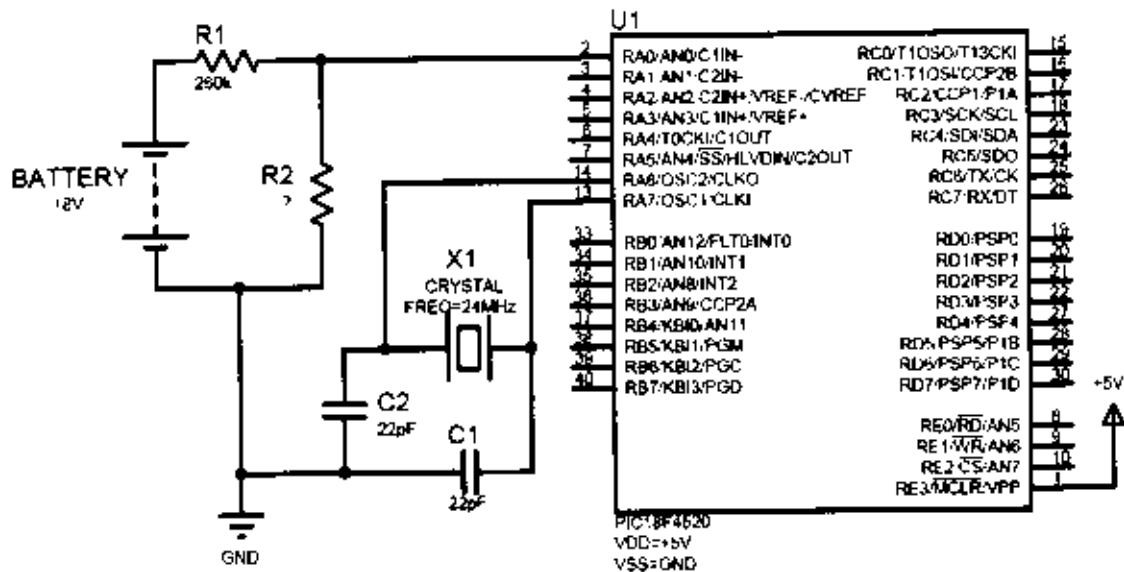 U1
R1
260k
BATTERY
R2
?
X1
CRYSTAL
FREQ=24MHz
C2
22pF
C1
22pF
GND
2
3
4
5
6
7
14
13
33
34
35
36
37
38
39
40
RA0/AN0/C1IN-
RA1/AN1/C2IN-
RA2/AN2/C2IN+/VREF-/CVREF
RA3/AN3/C1IN+/VREF+
RA4/T0CKI/C1OUT
RA5/AN4/SS/HLVDIN/C2OUT
RA6/OSC2/CLKO
RA7/OSC1/CLKI
RB0/AN12/FLT0/INT0
RB1/AN10/INT1
RB2/AN8/INT2
RB3/AN9/CCP2A
RB4/KBI0/AN11
RB5/KBI1/PGM
RB6/KBI2/PGC
RB7/KBI3/PGD
RC0/T1OSO/T13CKI
RC1/T1OSI/CCP2B
RC2/CCP1/P1A
RC3/SCK/SCL
RC4/SDI/SDA
RC5/SDO
RC6/TX/CK
RC7/RX/DT
RD0/PSP0
RD1/PSP1
RD2/PSP2
RD3/PSP3
RD4/PSP4
RD5/PSP5/P1B
RD6/PSP6/P1C
RD7/PSP7/P1D
RE0/RD/AN5
RE1/WR/AN6
RE2/CS/AN7
RE3/MCLR/VPP
15
16
17
18
23
24
25
26
19
20
21
22
27
28
29
30
8
9
10
1
+5V
PIC18F4520
VDD=+5V
VSS=GND